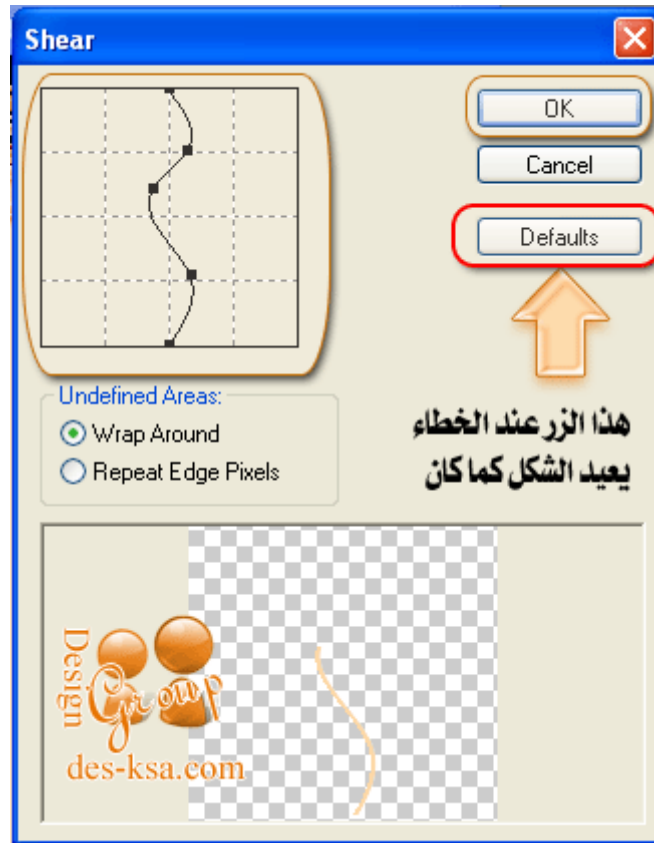 Shear
OK
Cancel
Defaults
هذا الزر عند الخطاء
يعيد الشكل كما كان
Undefined Areas:
Wrap Around
Repeat Edge Pixels
Design
Group
des-ksa.com